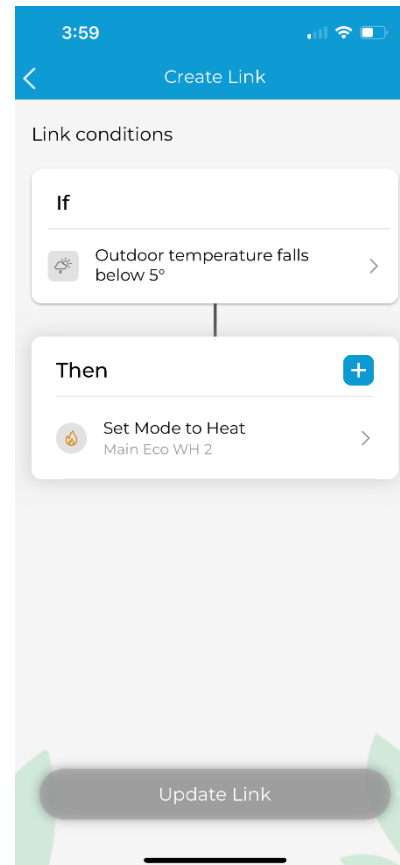 3:59
Create Link
Link conditions
If
Outdoor temperature falls
below 5°
Then
Set Mode to Heat
Main Eco WH 2
Update Link